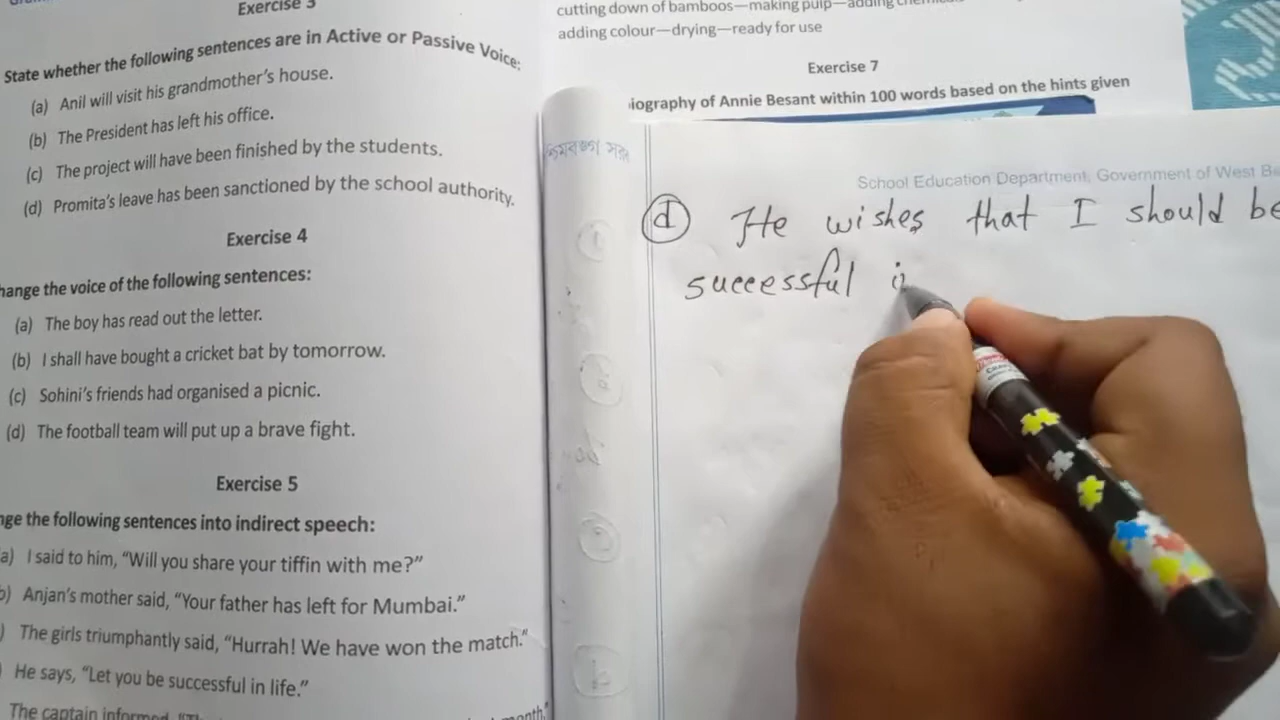 Exercise 3
State whether the following sentences are in Active or Passive Voice:
(a) Anil will visit his grandmother's house.
(b) The President has left his office.
(c) The project will have been finished by the students.
(d) Promita's leave has been sanctioned by the school authority.
Exercise 4
hange the voice of the following sentences:
(a) The boy has read out the letter.
(b) I shall have bought a cricket bat by tomorrow.
(c) Sohini's friends had organised a picnic.
(d) The football team will put up a brave fight.
Exercise 5
nge the following sentences into indirect speech:
a) I said to him, "Will you share your tiffin with me?"
b) Anjan's mother said, "Your father has left for Mumbai."
) The girls triumphantly said, "Hurrah! We have won the match."
) He says, "Let you be successful in life."
The captain informed,
month."
cutting down of bamboos—making pulp—adding
adding colour—drying—ready for use
Exercise 7
iography of Annie Besant within 100 words based on the hints given
School Education Department, Government of West Be
(d) He wishes that I should be
successful i